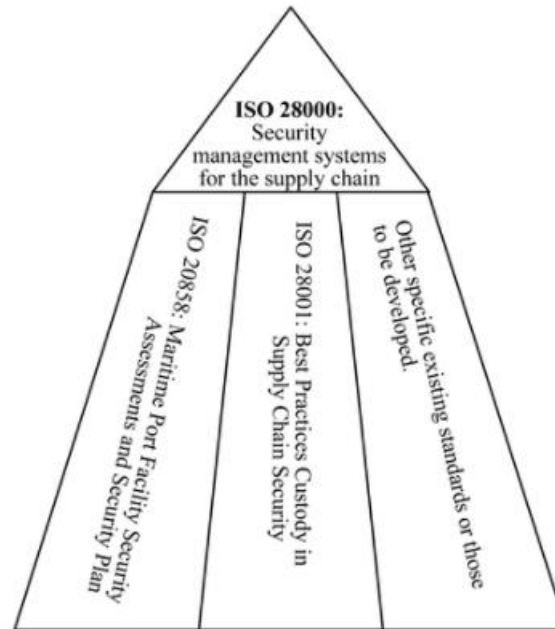 ISO 28000:
Security
management systems
for the supply chain
ISO 20858: Maritime Port Facility Security
Assessments and Security Plan
ISO 28001: Best Practices Custody in
Supply Chain Security
Other specific existing standards or those
to be developed.